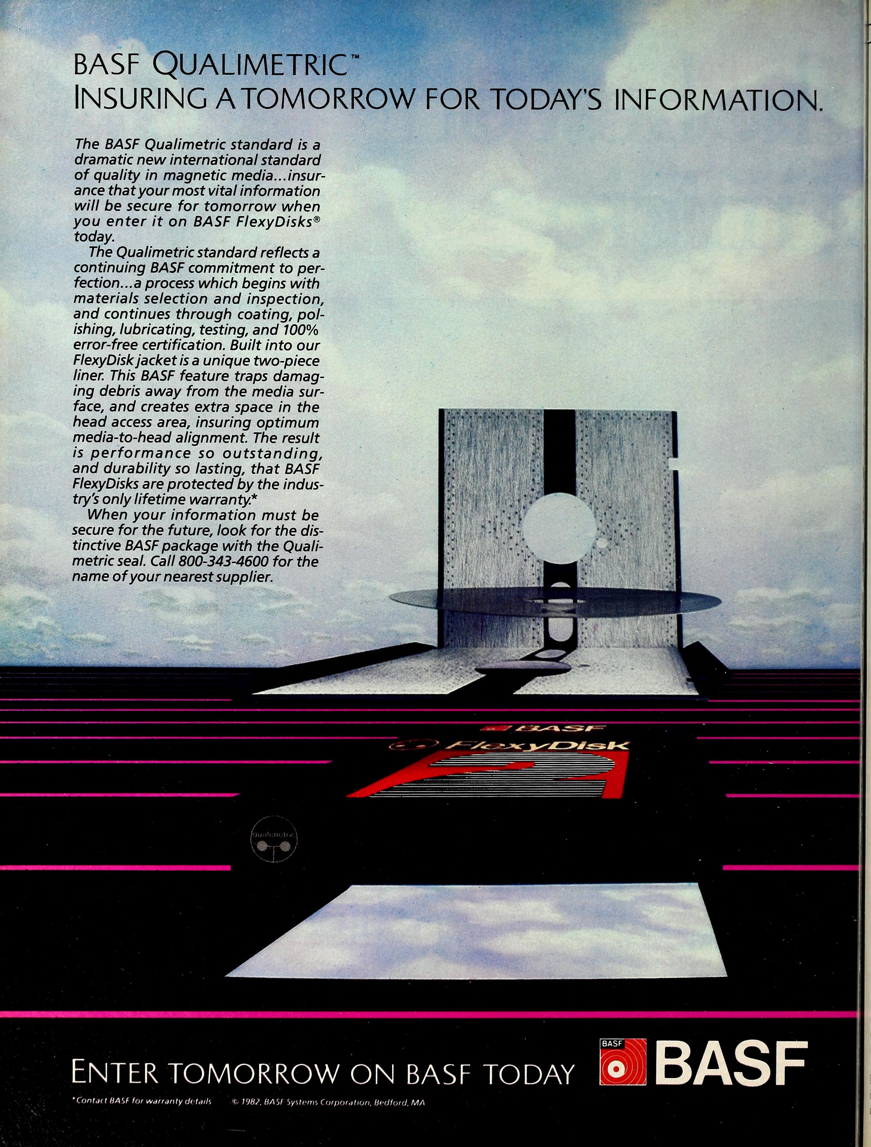 BASF QUALIMETRIC™
INSURING A TOMORROW FOR TODAY'S INFORMATION.
The BASF Qualimetric standard is a
dramatic new international standard
of quality in magnetic media...insur-
ance that your most vital information
will be secure for tomorrow when
you enter it on BASF FlexyDisks®
today.
The Qualimetric standard reflects a
continuing BASF commitment to per-
fection...a process which begins with
materials selection and inspection,
and continues through coating, pol-
ishing, lubricating, testing, and 100%
error-free certification. Built into our
FlexyDisk jacket is a unique two-piece
liner. This BASF feature traps damag-
ing debris away from the media sur-
face, and creates extra space in the
head access area, insuring optimum
media-to-head alignment. The result
is performance so outstanding,
and durability so lasting, that BASF
FlexyDisks are protected by the indus-
try's only lifetime warranty.*
When your information must be
secure for the future, look for the dis-
tinctive BASF package with the Quali-
metric seal. Call 800-343-4600 for the
name of your nearest supplier.
BASF
FlexyDisk
Qualimetric
ENTER TOMORROW ON BASF TODAY
BASF
BASF
*Contact BASF for warranty details © 1982, BASF Systems Corporation, Bedford, MA